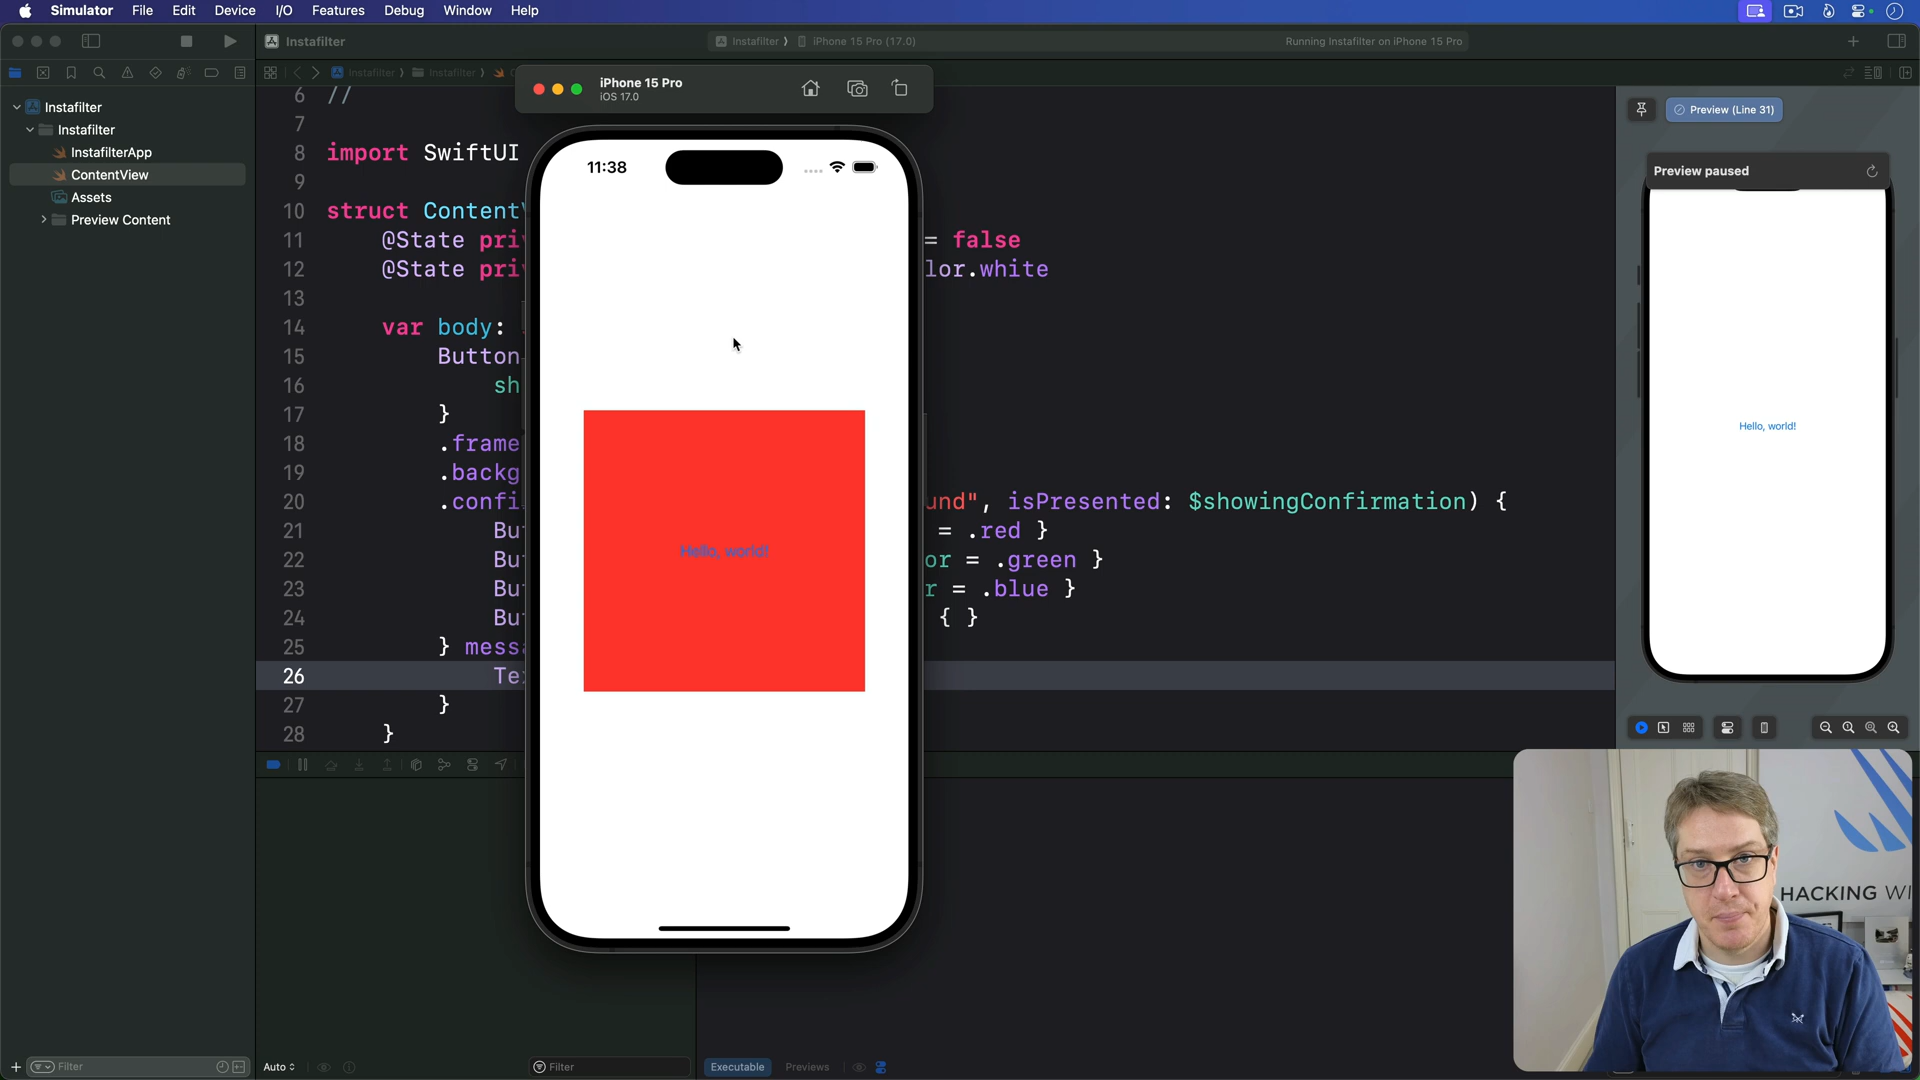 Simulator File Edit Device I/O Features Debug Window Help
Instafilter
Instafilter iPhone 15 Pro (17.0)
Running Instafilter on iPhone 15 Pro
Instafilter Instafilter
iPhone 15 Pro
iOS 17.0
Instafilter
Instafilter
InstafilterApp
ContentView
Assets
Preview Content
6 //
7
8 import SwiftUI
9
10 struct Content
11 @State pri = false
12 @State pri lor.white
13
14 var body:
15 Button
16 sh
17 }
18 .frame
19 .backg
20 .confi und", isPresented: $showingConfirmation) {
21 Bu = .red }
22 Bu or = .green }
23 Bu r = .blue }
24 Bu { }
25 } mess
26 Te
27 }
28 }
11:38
Hello, world!
Preview (Line 31)
Preview paused
Hello, world!
HACKING WI
Filter
Auto
Filter
Executable
Previews